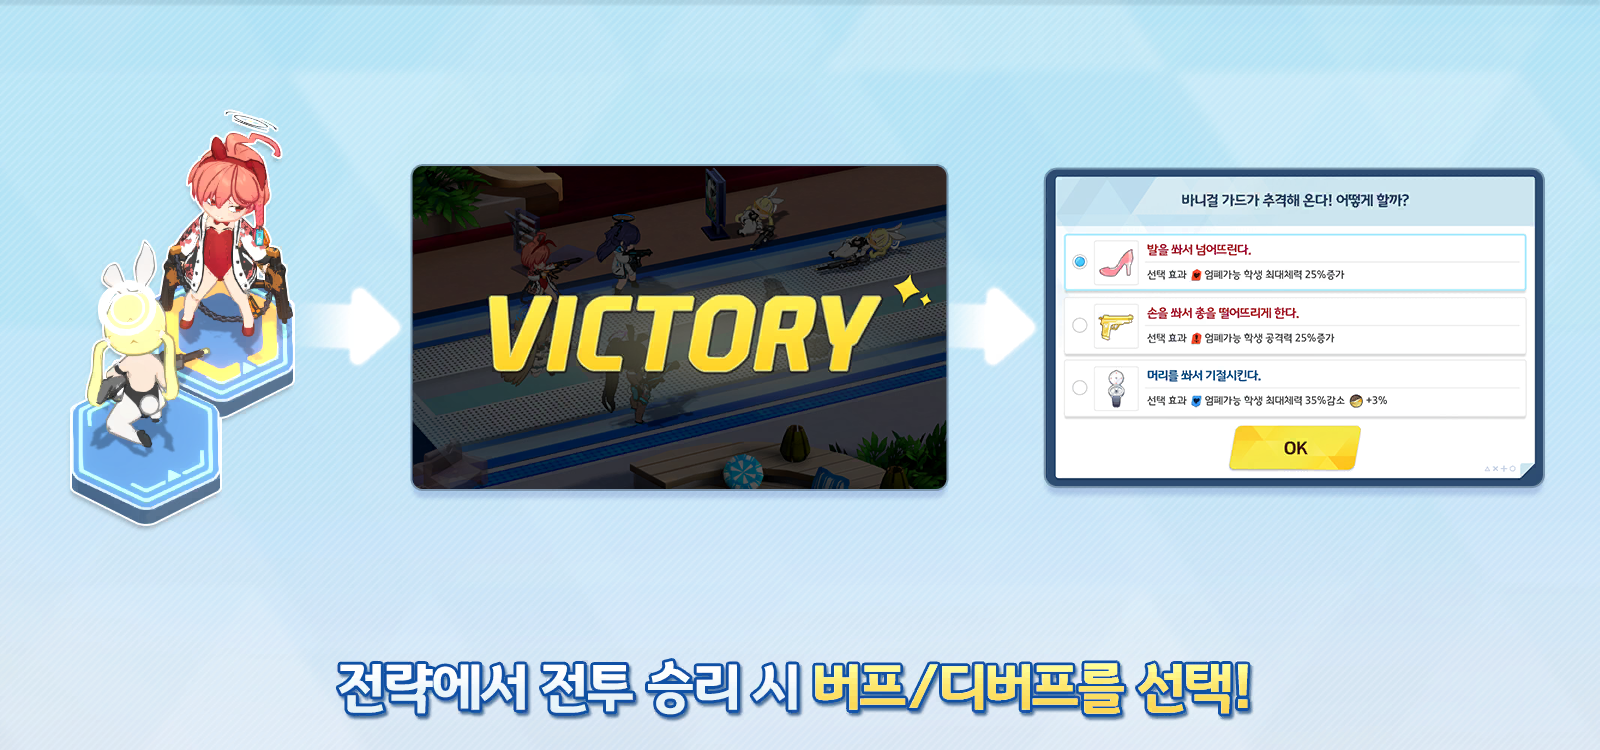 VICTORY
바니걸 가드가 추격해 온다! 어떻게 할까?
발을 쏴서 넘어뜨린다.
선택 효과 엄폐가능 학생 최대체력 25%증가
손을 쏴서 총을 떨어뜨리게 한다.
선택 효과 엄폐가능 학생 공격력 25%증가
머리를 쏴서 기절시킨다.
선택 효과 엄폐가능 학생 최대체력 35%감소 +3%
OK
전략에서 전투 승리 시 버프/디버프를 선택!